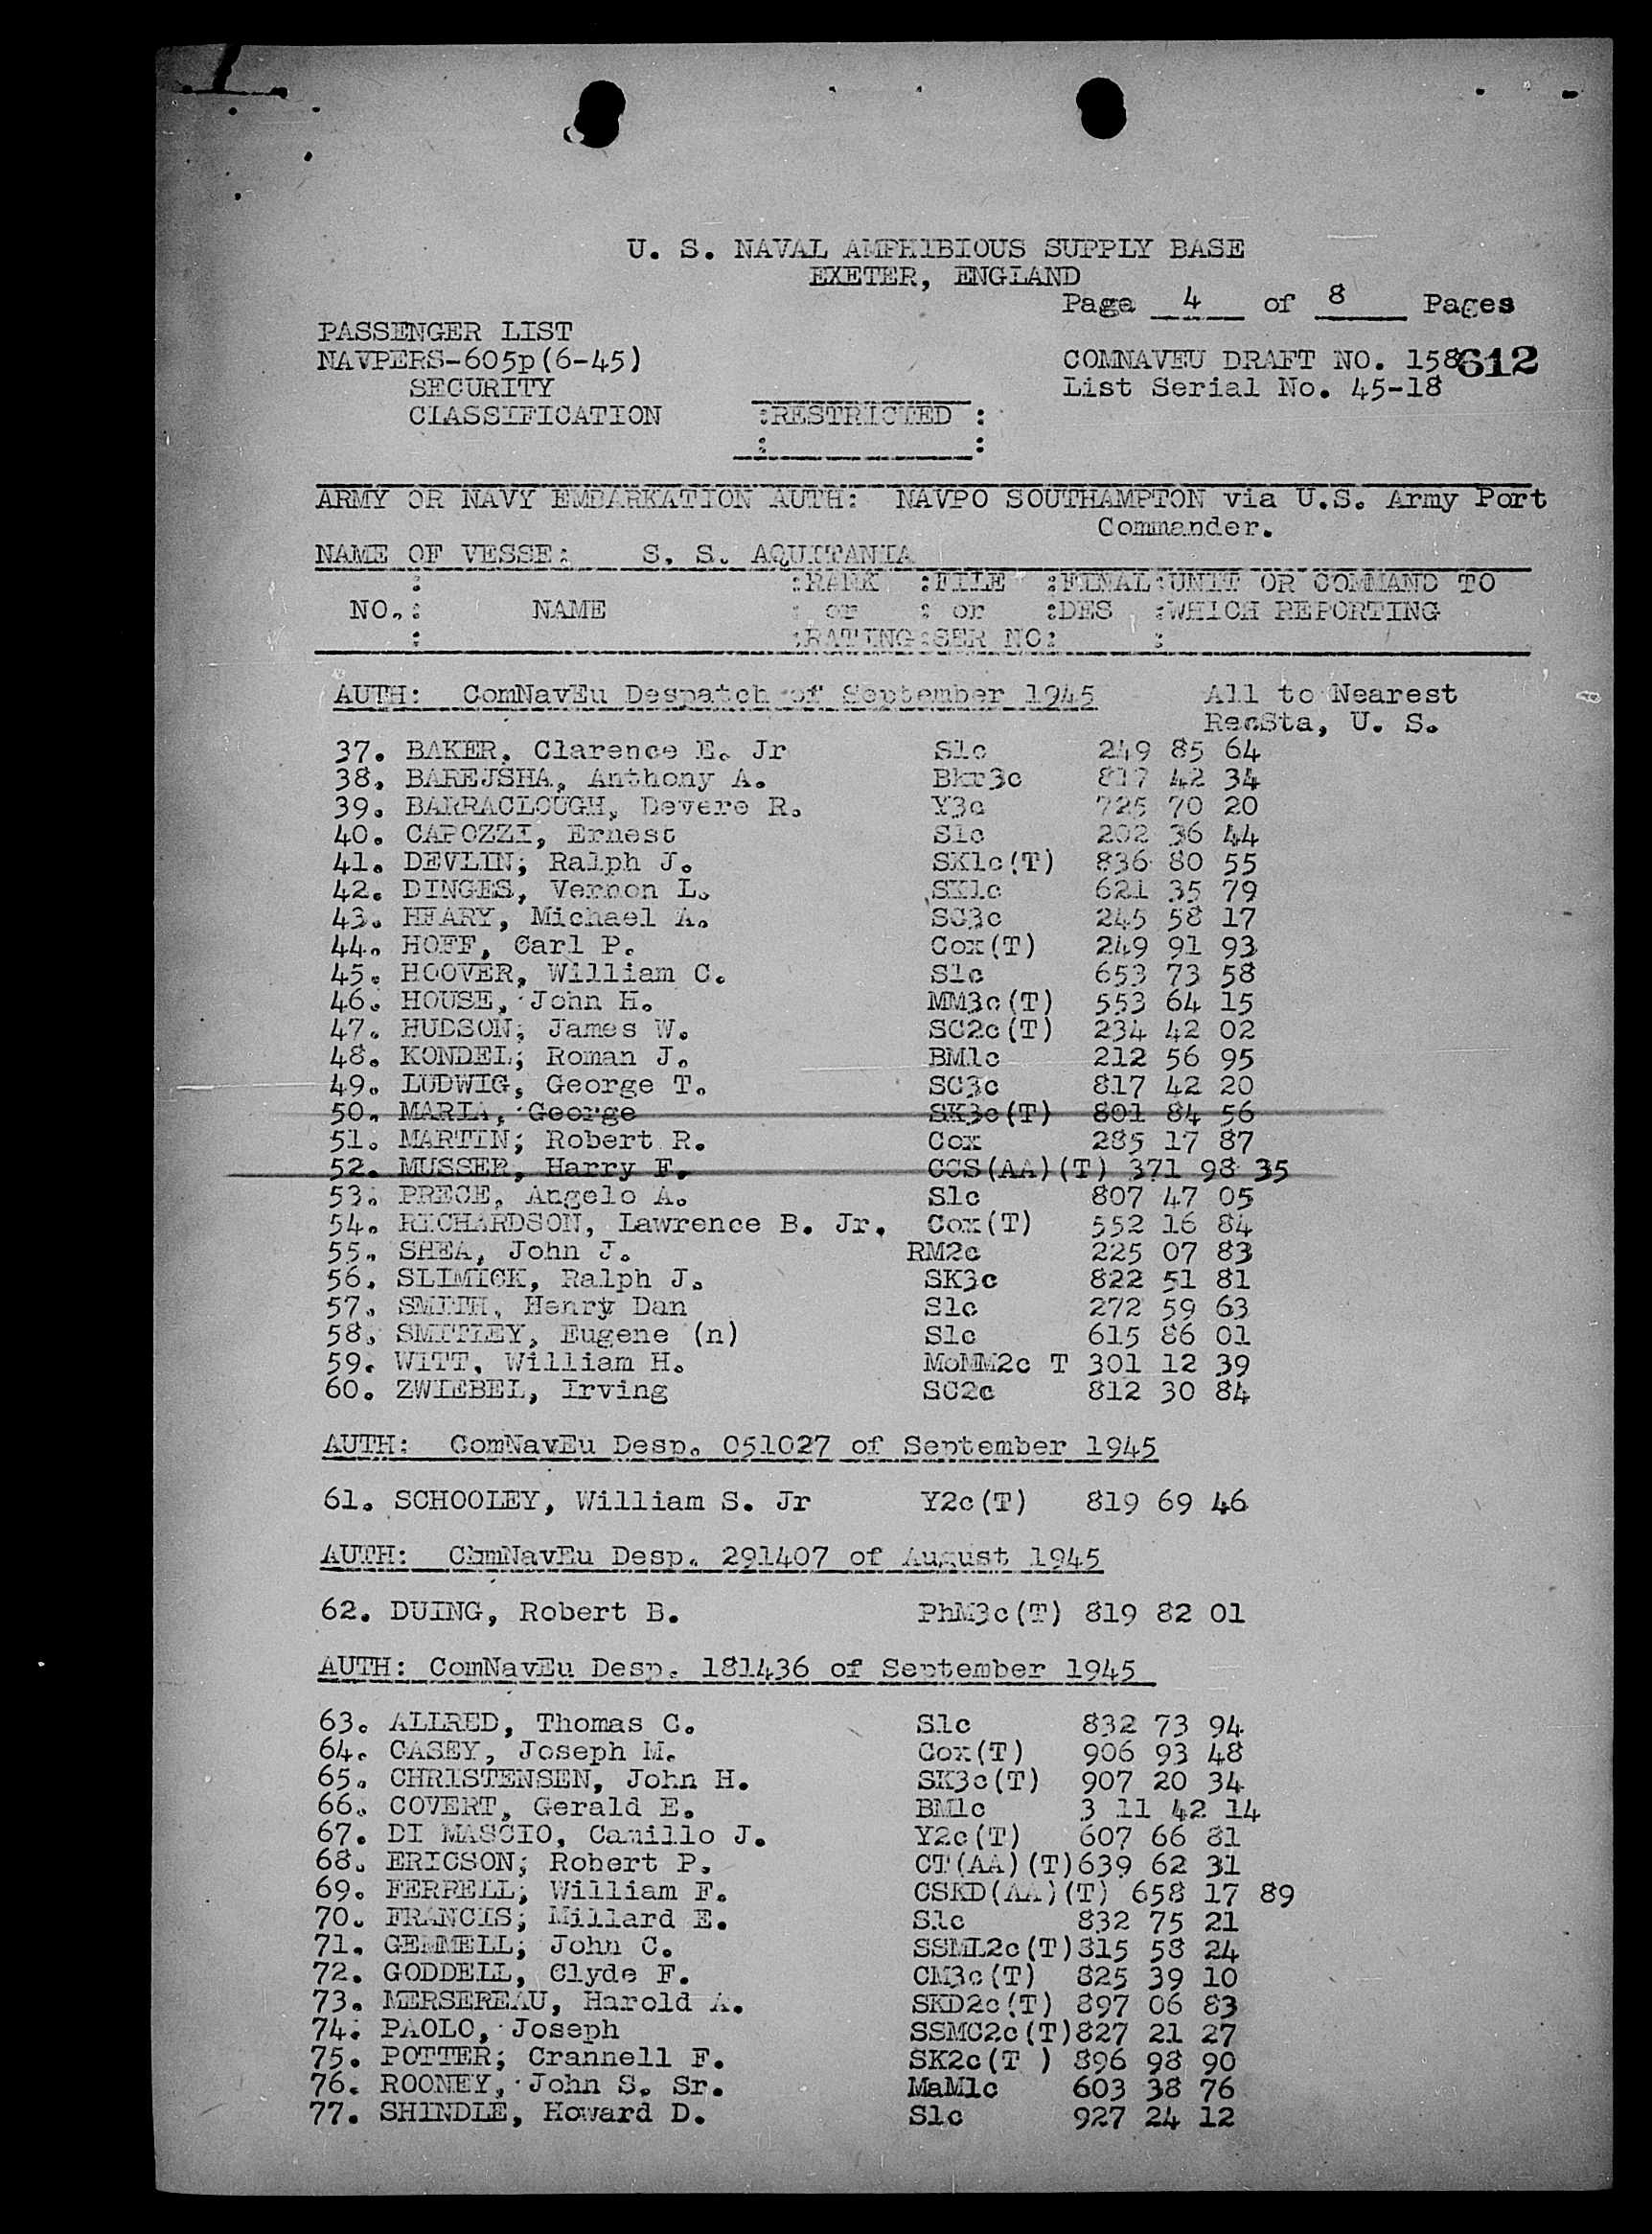 U. S. NAVAL AMPHIBIOUS SUPPLY BASE
EXETER, ENGLAND
Page 4 of 8 Pages
PASSENGER LIST
NAVPERS-605p(6-45) COMNAVEU DRAFT NO. 158 612
SECURITY List Serial No. 45-18
CLASSIFICATION :RESTRICTED :
: :
ARMY OR NAVY EMBARKATION AUTH: NAVPO SOUTHAMPTON via U.S. Army Port
Commander.
NAME OF VESSE: S. S. AQUITANIA
: :RANK :FILE :FINAL:UNIT OR COMMAND TO
NO.: NAME : or : or :DES :WHICH REPORTING
: :RATING:SER NO: :
AUTH: ComNavEu Despatch of September 1945 All to Nearest
RecSta, U. S.
37. BAKER, Clarence E. Jr S1c 249 85 64
38. BAREJSHA, Anthony A. Bkr3c 817 42 34
39. BARRACLOUGH, Devere R. Y3c 725 70 20
40. CAPOZZI, Ernest S1c 202 36 44
41. DEVLIN; Ralph J. SK1c(T) 836 80 55
42. DINGES, Vernon L. SK1c 621 35 79
43. HEARY, Michael A. SC3c 245 58 17
44. HOFF, Carl P. Cox(T) 249 91 93
45. HOOVER, William C. S1c 653 73 58
46. HOUSE, John H. MM3c(T) 553 64 15
47. HUDSON; James W. SC2c(T) 234 42 02
48. KONDEL; Roman J. BM1c 212 56 95
49. LUDWIG, George T. SC3c 817 42 20
50. MARIA, George SK3c(T) 801 84 56
51. MARTIN; Robert R. Cox 285 17 87
52. MUSSER, Harry F. CCS(AA)(T) 371 98 35
53. PRECE, Angelo A. S1c 807 47 05
54. RICHARDSON, Lawrence B. Jr. Cox(T) 552 16 84
55. SHEA, John J. RM2c 225 07 83
56. SLIMICK, Ralph J. SK3c 822 51 81
57. SMITH, Henry Dan S1c 272 59 63
58. SMITLEY, Eugene (n) S1c 615 86 01
59. WITT, William H. MoMM2c T 301 12 39
60. ZWIEBEL, Irving SC2c 812 30 84
AUTH: ComNavEu Desp. 051027 of September 1945
61. SCHOOLEY, William S. Jr Y2c(T) 819 69 46
AUTH: ComNavEu Desp. 291407 of August 1945
62. DUING, Robert B. PhM3c(T) 819 82 01
AUTH: ComNavEu Desp. 181436 of September 1945
63. ALLRED, Thomas C. S1c 832 73 94
64. CASEY, Joseph M. Cox(T) 906 93 48
65. CHRISTENSEN, John H. SK3c(T) 907 20 34
66. COVERT, Gerald E. BM1c 3 11 42 14
67. DI MASCIO, Camillo J. Y2c(T) 607 66 81
68. ERICSON; Robert P. CT(AA)(T)639 62 31
69. FERRELL; William F. CSKD(AA)(T) 658 17 89
70. FRANCIS; Millard E. S1c 832 75 21
71. GEMMELL; John C. SSML2c(T)815 58 24
72. GODDELL, Clyde F. CM3c(T) 825 39 10
73. MERSEREAU, Harold A. SKD2c(T) 897 06 83
74. PAOLO, Joseph SSMC2c(T)827 21 27
75. POTTER; Crannell F. SK2c(T ) 896 98 90
76. ROONEY, John S. Sr. MaM1c 603 38 76
77. SHINDLE, Howard D. S1c 927 24 12